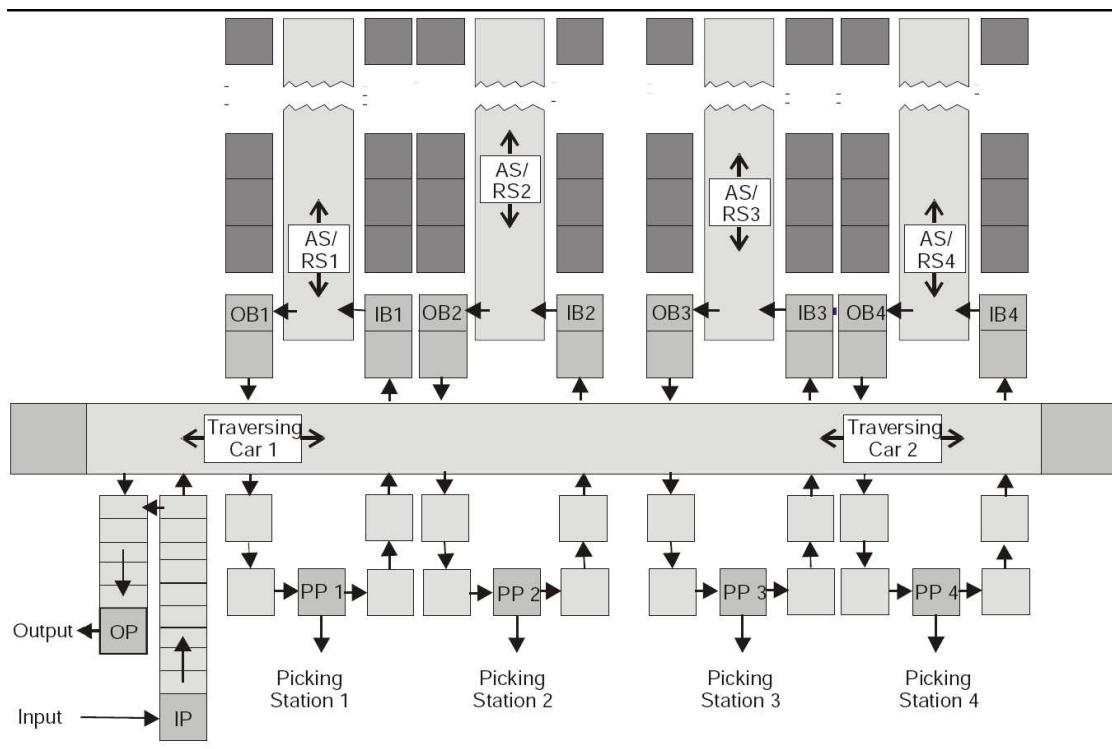 AS/
RS1
AS/
RS2
AS/
RS3
AS/
RS4
OB1
IB1
OB2
IB2
OB3
IB3
OB4
IB4
Traversing
Car 1
Traversing
Car 2
PP 1
PP 2
PP 3
PP 4
Output
OP
Input
IP
Picking
Station 1
Picking
Station 2
Picking
Station 3
Picking
Station 4